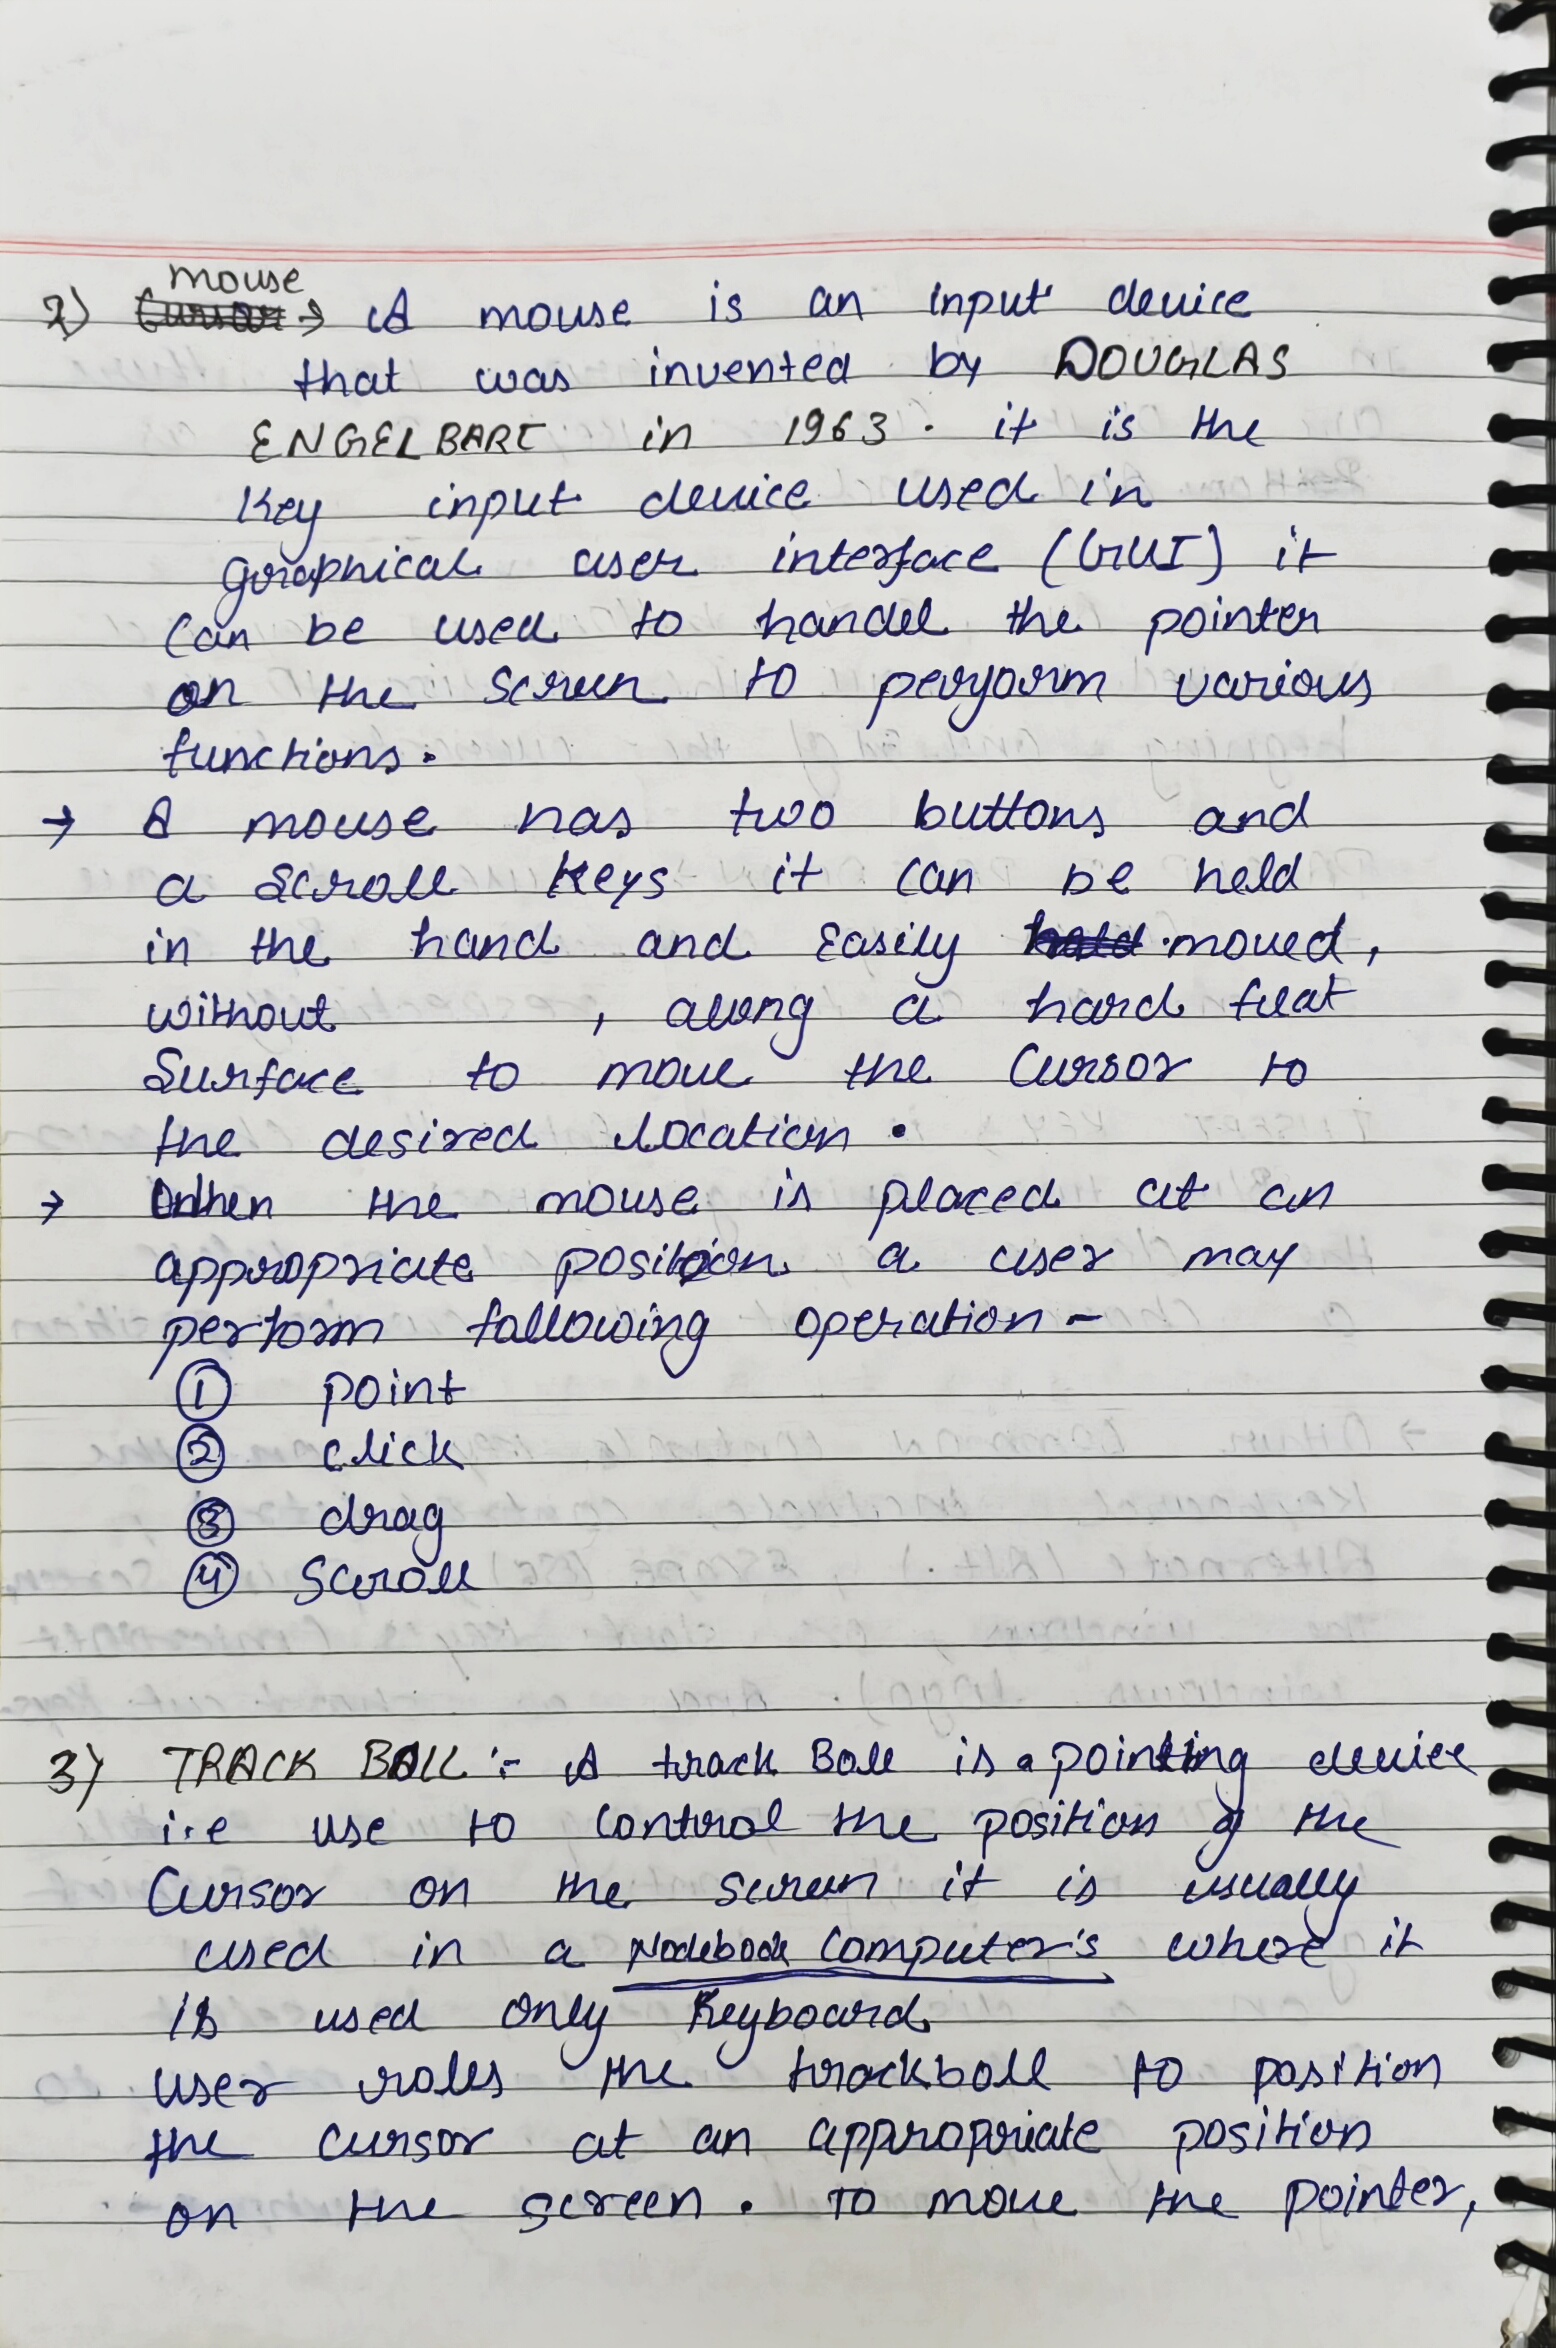 mouse
2) Cursor → A mouse is an input device
that was invented by DOUGLAS
ENGELBART in 1963. it is the
Key input device used in
graphical user interface (GUI) it
Can be used to handel the pointer
on the screen to perform various
functions.
→ A mouse has two buttons and
a scroll keys it can be held
in the hand and easily hold moved,
without , along a hard flat
Surface to move the cursor to
the desired location.
→ When the mouse is placed at an
appropriate position a user may
perform following operation -
① point
② click
③ drag
④ scroll
3) TRACK BALL :- A track Ball is a pointing device
i.e use to control the position of the
Cursor on the screen it is usually
used in a Notebook Computer's where it
is used only Keyboard
user roles the trackball to position
the cursor at an appropriate position
on the screen. To move the pointer,